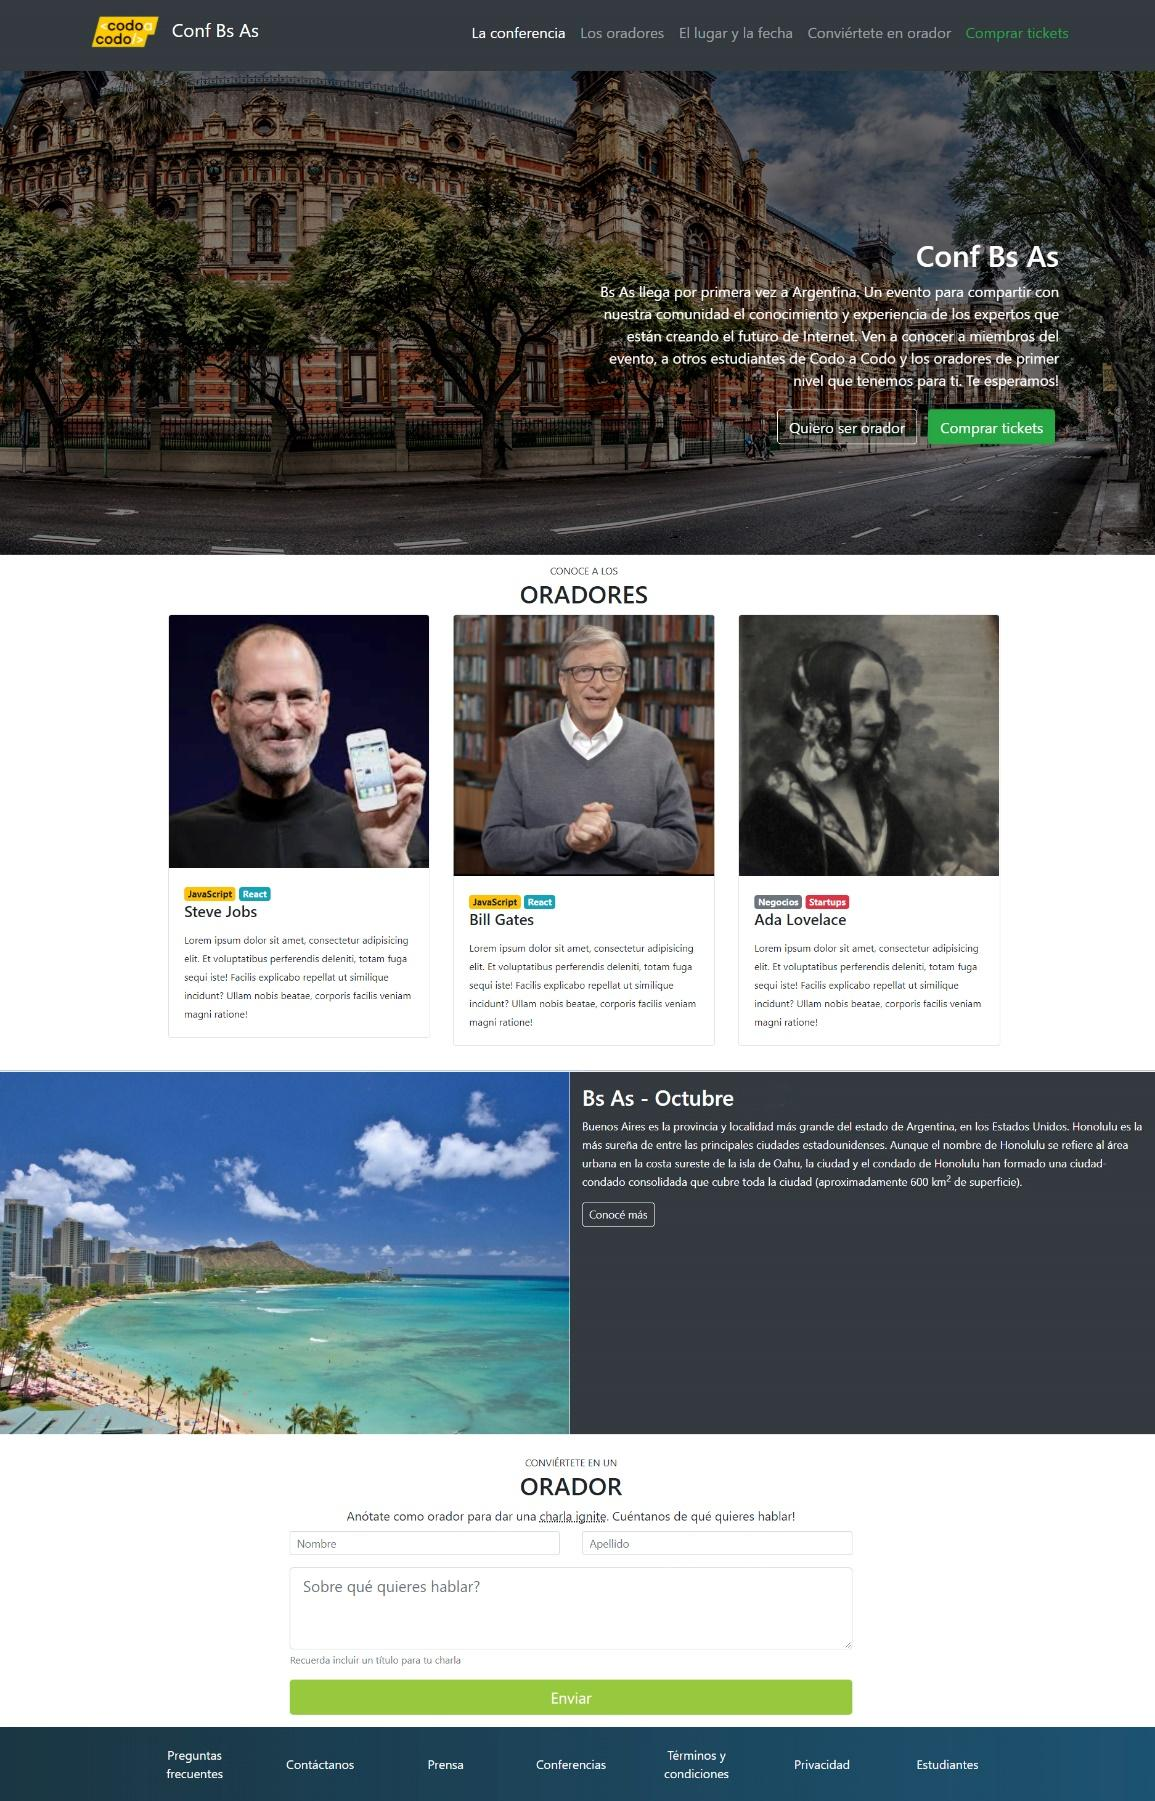 <codo a
codo/>
Conf Bs As
La conferencia Los oradores El lugar y la fecha Conviértete en orador Comprar tickets
Conf Bs As
Bs As llega por primera vez a Argentina. Un evento para compartir con
nuestra comunidad el conocimiento y experiencia de los expertos que
están creando el futuro de Internet. Ven a conocer a miembros del
evento, a otros estudiantes de Codo a Codo y los oradores de primer
nivel que tenemos para ti. Te esperamos!
Quiero ser orador Comprar tickets
CONOCE A LOS
ORADORES
JavaScript React
Steve Jobs
Lorem ipsum dolor sit amet, consectetur adipisicing
elit. Et voluptatibus perferendis deleniti, totam fuga
sequi iste! Facilis explicabo repellat ut similique
incidunt? Ullam nobis beatae, corporis facilis veniam
magni ratione!
JavaScript React
Bill Gates
Lorem ipsum dolor sit amet, consectetur adipisicing
elit. Et voluptatibus perferendis deleniti, totam fuga
sequi iste! Facilis explicabo repellat ut similique
incidunt? Ullam nobis beatae, corporis facilis veniam
magni ratione!
Negocios Startups
Ada Lovelace
Lorem ipsum dolor sit amet, consectetur adipisicing
elit. Et voluptatibus perferendis deleniti, totam fuga
sequi iste! Facilis explicabo repellat ut similique
incidunt? Ullam nobis beatae, corporis facilis veniam
magni ratione!
Bs As - Octubre
Buenos Aires es la provincia y localidad más grande del estado de Argentina, en los Estados Unidos. Honolulu es la
más sureña de entre las principales ciudades estadounidenses. Aunque el nombre de Honolulu se refiere al área
urbana en la costa sureste de la isla de Oahu, la ciudad y el condado de Honolulu han formado una ciudad-
condado consolidada que cubre toda la ciudad (aproximadamente 600 km² de superficie).
Conocé más
CONVIÉRTETE EN UN
ORADOR
Anótate como orador para dar una charla ignite. Cuéntanos de qué quieres hablar!
Nombre Apellido
Sobre qué quieres hablar?
Recuerda incluir un título para tu charla
Enviar
Preguntas
frecuentes
Contáctanos
Prensa
Conferencias
Términos y
condiciones
Privacidad
Estudiantes